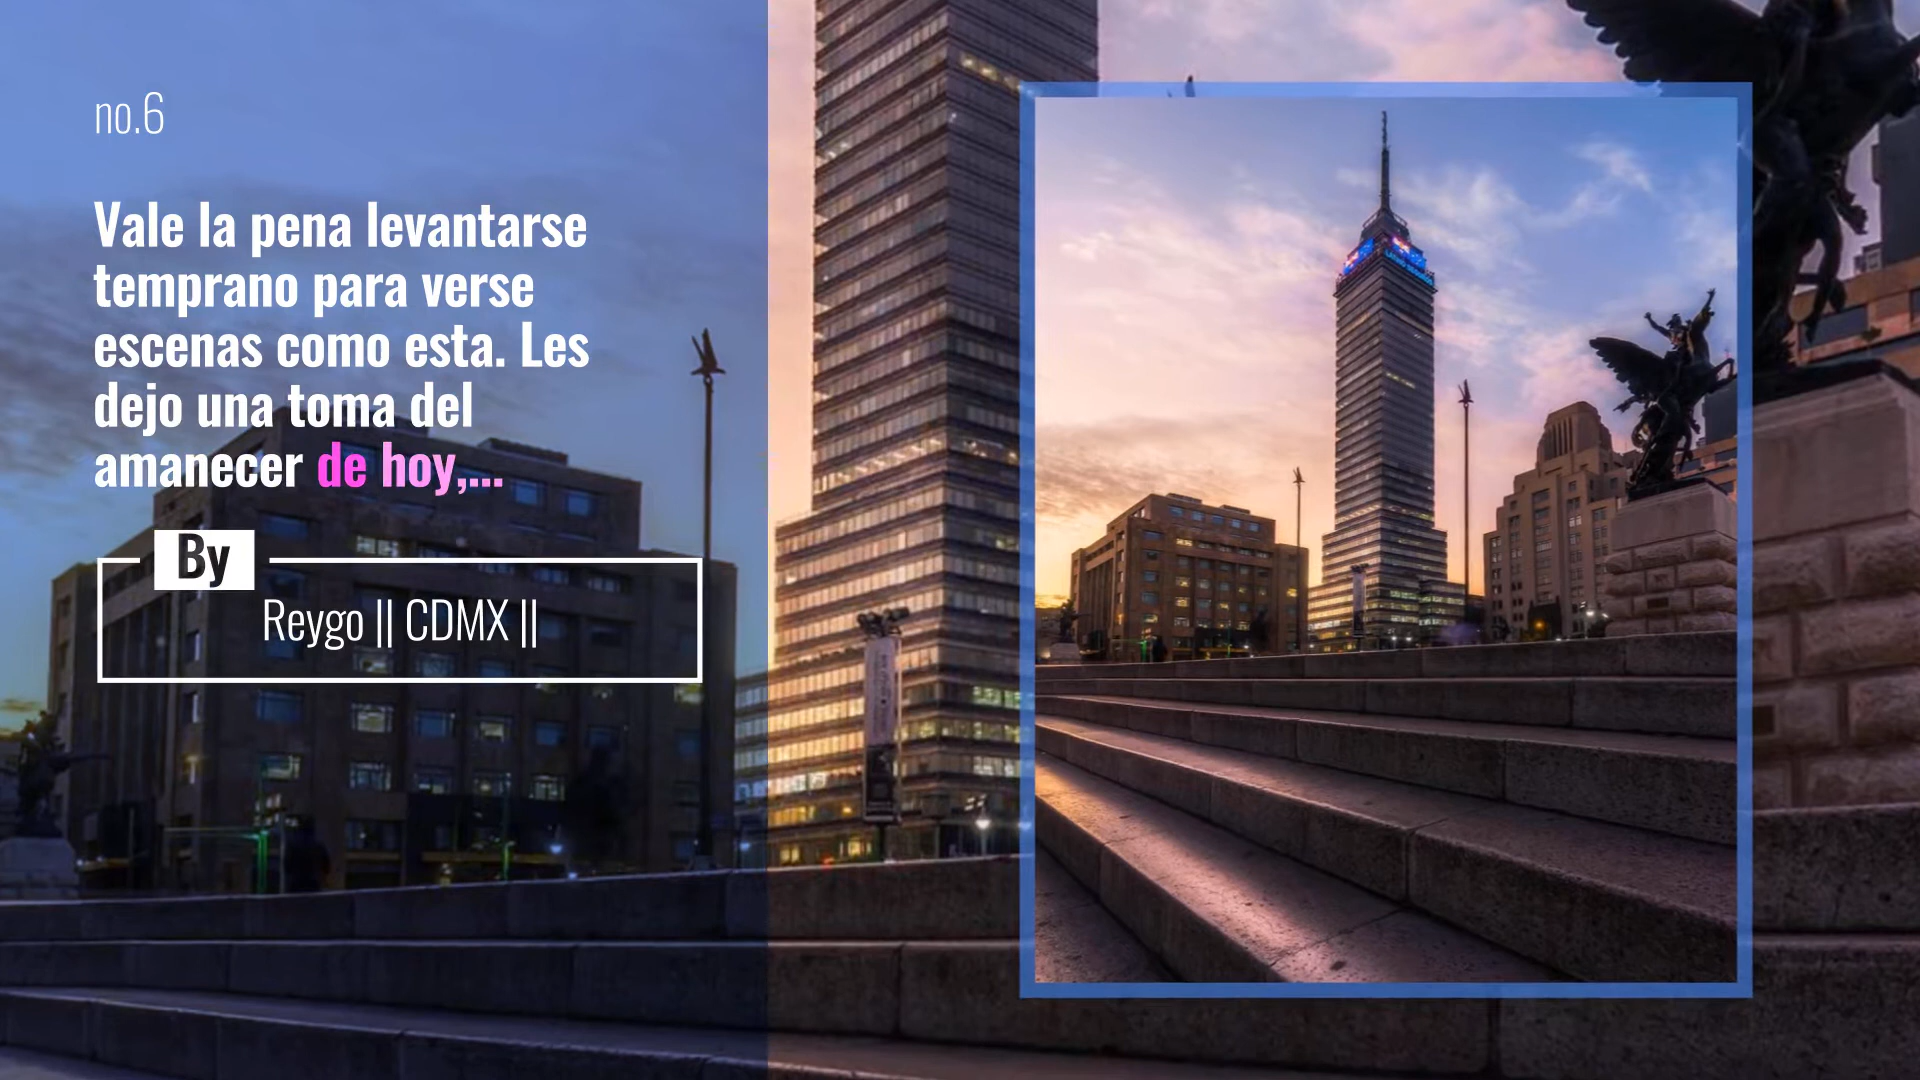 no.6
Vale la pena levantarse
temprano para verse
escenas como esta. Les
dejo una toma del
amanecer de hoy,...
By
Reygo || CDMX ||